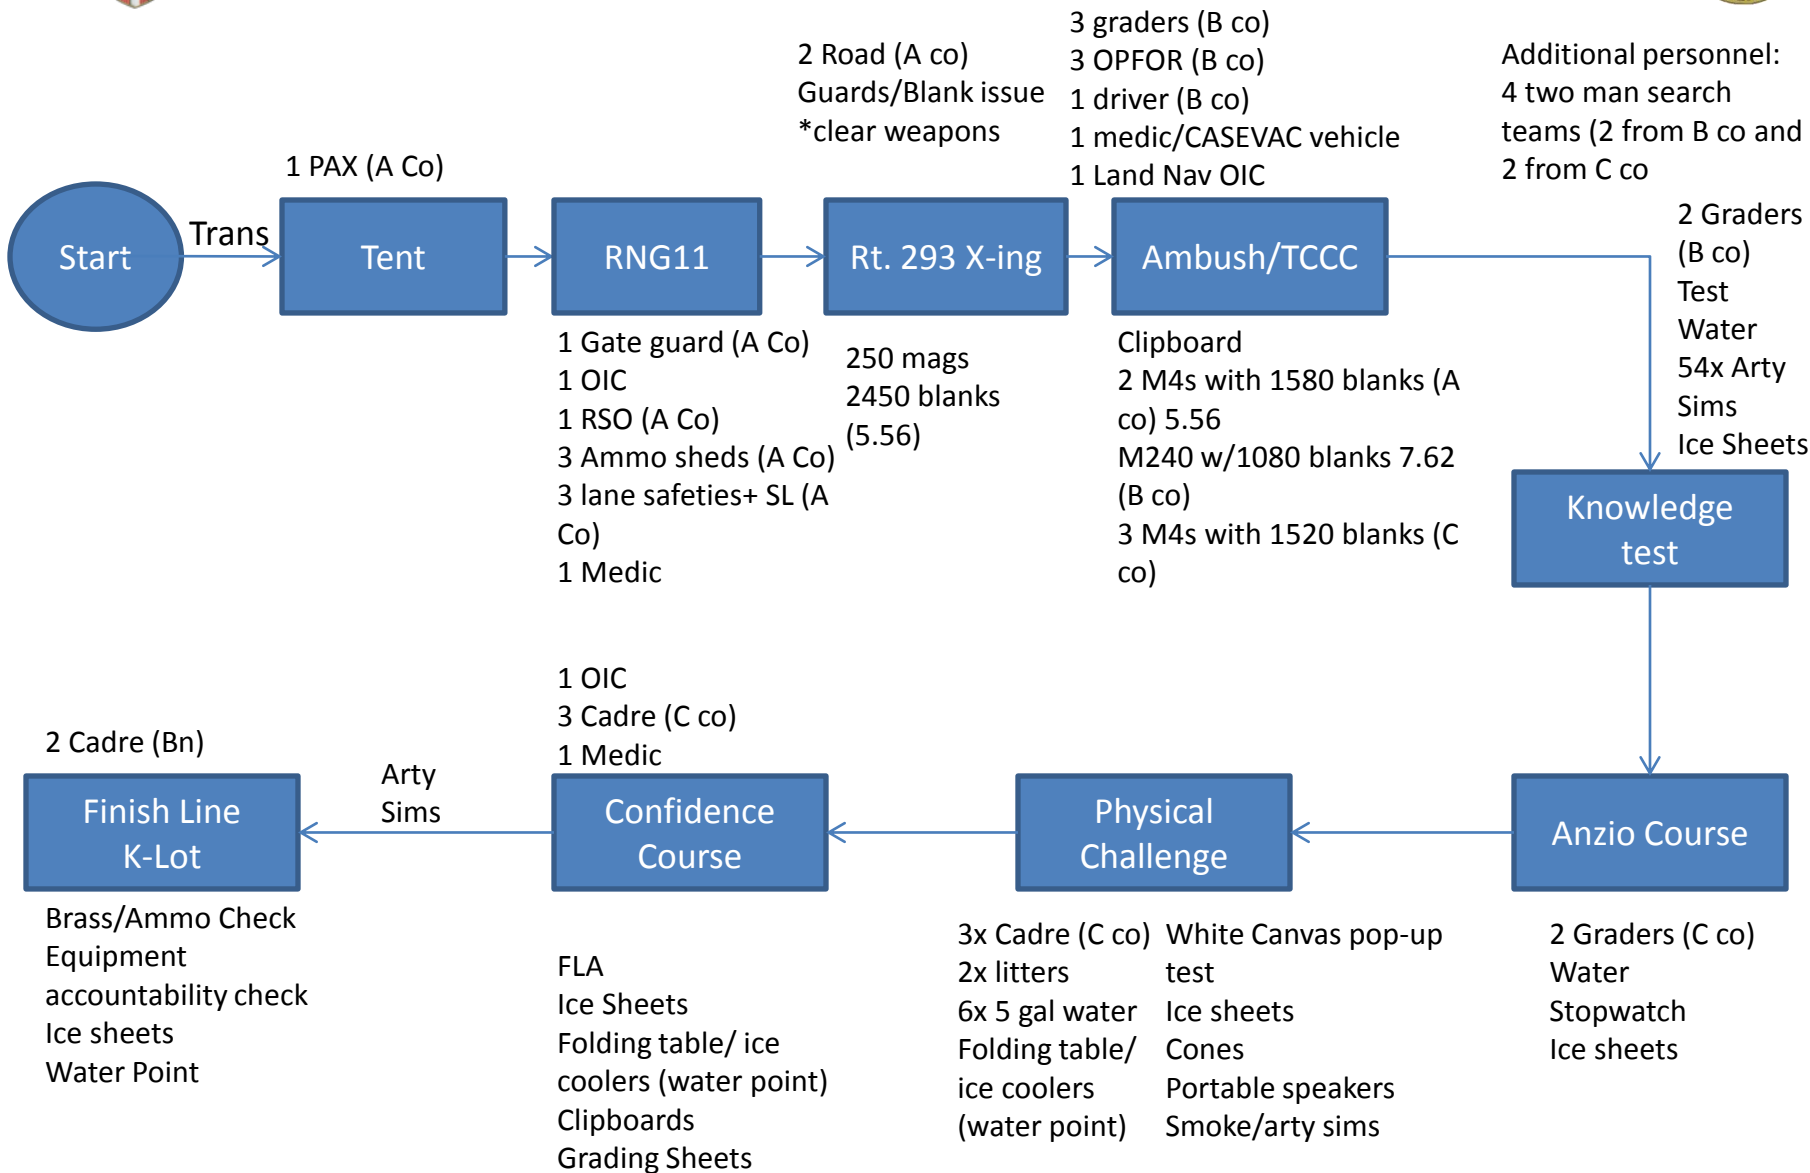 3 graders (B co)
3 OPFOR (B co)
1 driver (B co)
1 medic/CASEVAC vehicle
1 Land Nav OIC
2 Road (A co)
Guards/Blank issue
*clear weapons
Additional personnel:
4 two man search
teams (2 from B co and
2 from C co
1 PAX (A Co)
Start
Trans
Tent
RNG11
Rt. 293 X-ing
Ambush/TCCC
2 Graders
(B co)
Test
Water
54x Arty
Sims
Ice Sheets
1 Gate guard (A Co)
1 OIC
1 RSO (A Co)
3 Ammo sheds (A Co)
3 lane safeties+ SL (A
Co)
1 Medic
250 mags
2450 blanks
(5.56)
Clipboard
2 M4s with 1580 blanks (A
co) 5.56
M240 w/1080 blanks 7.62
(B co)
3 M4s with 1520 blanks (C
co)
Knowledge
test
2 Cadre (Bn)
Arty
Sims
1 OIC
3 Cadre (C co)
1 Medic
Finish Line
K-Lot
Confidence
Course
Physical
Challenge
Anzio Course
Brass/Ammo Check
Equipment
accountability check
Ice sheets
Water Point
FLA
Ice Sheets
Folding table/ ice
coolers (water point)
Clipboards
Grading Sheets
3x Cadre (C co)
2x litters
6x 5 gal water
Folding table/
ice coolers
(water point)
White Canvas pop-up
test
Ice sheets
Cones
Portable speakers
Smoke/arty sims
2 Graders (C co)
Water
Stopwatch
Ice sheets